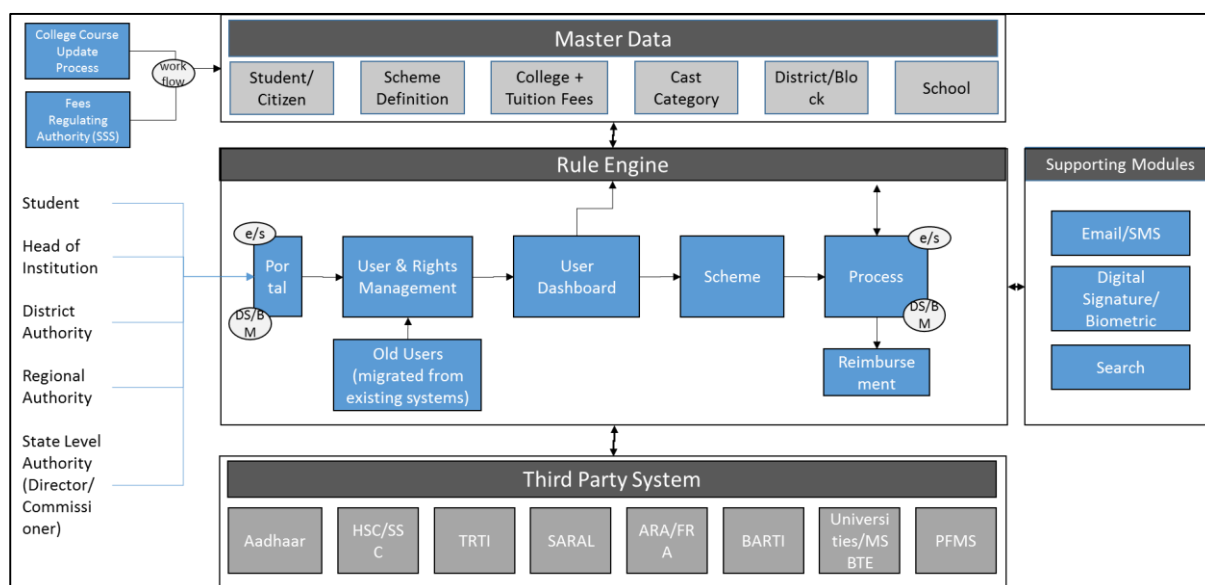 College Course
Update
Process
work
flow
Fees
Regulating
Authority (SSS)
Master Data
Student/
Citizen
Scheme
Definition
College +
Tuition Fees
Cast
Category
District/Blo
ck
School
Rule Engine
Student
Head of
Institution
District
Authority
Regional
Authority
State Level
Authority
(Director/
Commissi
oner)
e/s
Por
tal
DS/B
M
User & Rights
Management
User
Dashboard
Scheme
e/s
Process
DS/B
M
Old Users
(migrated from
existing systems)
Reimburse
ement
Supporting Modules
Email/SMS
Digital
Signature/
Biometric
Search
Third Party System
Aadhaar
HSC/SS
C
TRTI
SARAL
ARA/FR
A
BARTI
Universi
ties/MS
BTE
PFMS